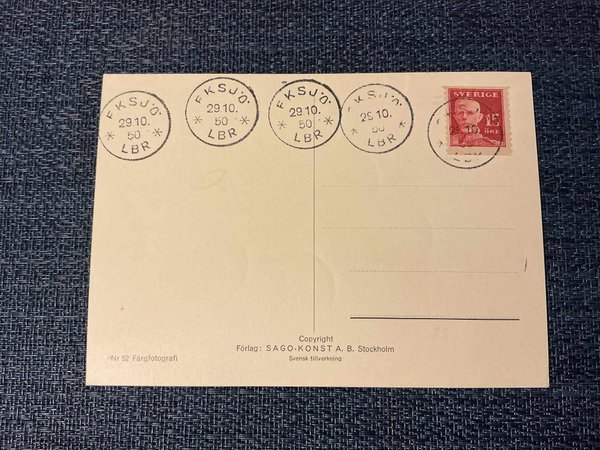 EKSJÖ
29.10.
50
LBR
EKSJÖ
29.10.
50
LBR
EKSJÖ
29.10.
50
LBR
EKSJÖ
29.10.
50
LBR
SVERIGE
15
ÖRE
LBR
Copyright
Förlag: SAGO-KONST A. B. Stockholm
Svensk tillverkning
Nr 52 Färgfotografi